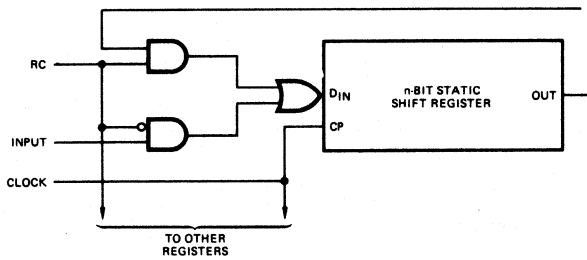 RC
INPUT
CLOCK
DIN
CP
n-BIT STATIC
SHIFT REGISTER
OUT
TO OTHER
REGISTERS